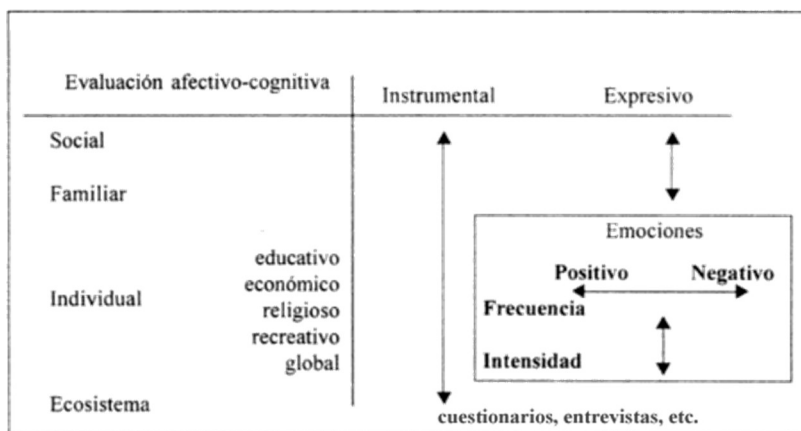 Evaluación afectivo-cognitiva
Instrumental
Expresivo
Social
Familiar
Individual
educativo
económico
religioso
recreativo
global
Ecosistema
Emociones
Positivo Negativo
Frecuencia
Intensidad
cuestionarios, entrevistas, etc.